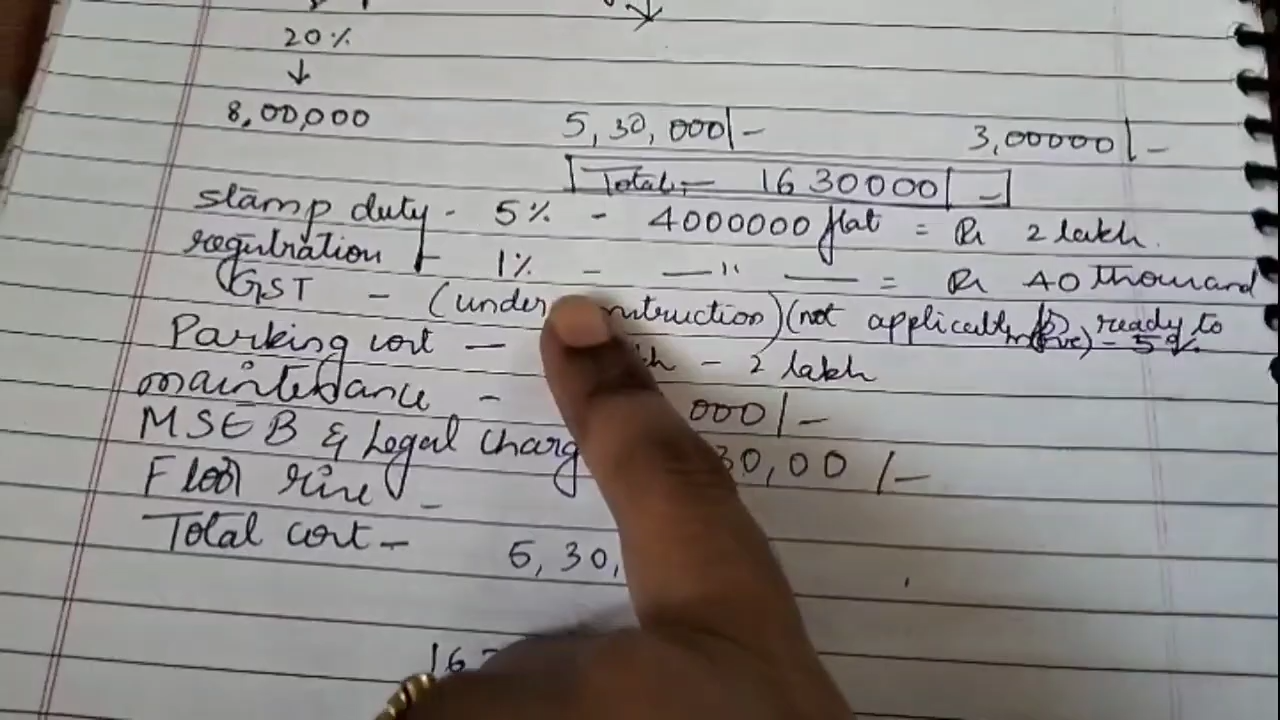 20%
8,00,000
5,30,000/- 3,00000/-
Total:- 1630000/-
stamp duty - 5% - 4000000 flat = Rs 2 lakh.
registration - 1% - —"— = Rs 40 thousand
GST - (under construction) (not applicable ready to move) - 5%
Parking cost — - 2 lakh
maintenance - 000/-
MSEB & Legal charg 30,00/-
Floor rise -
Total cost - 5,30,
163